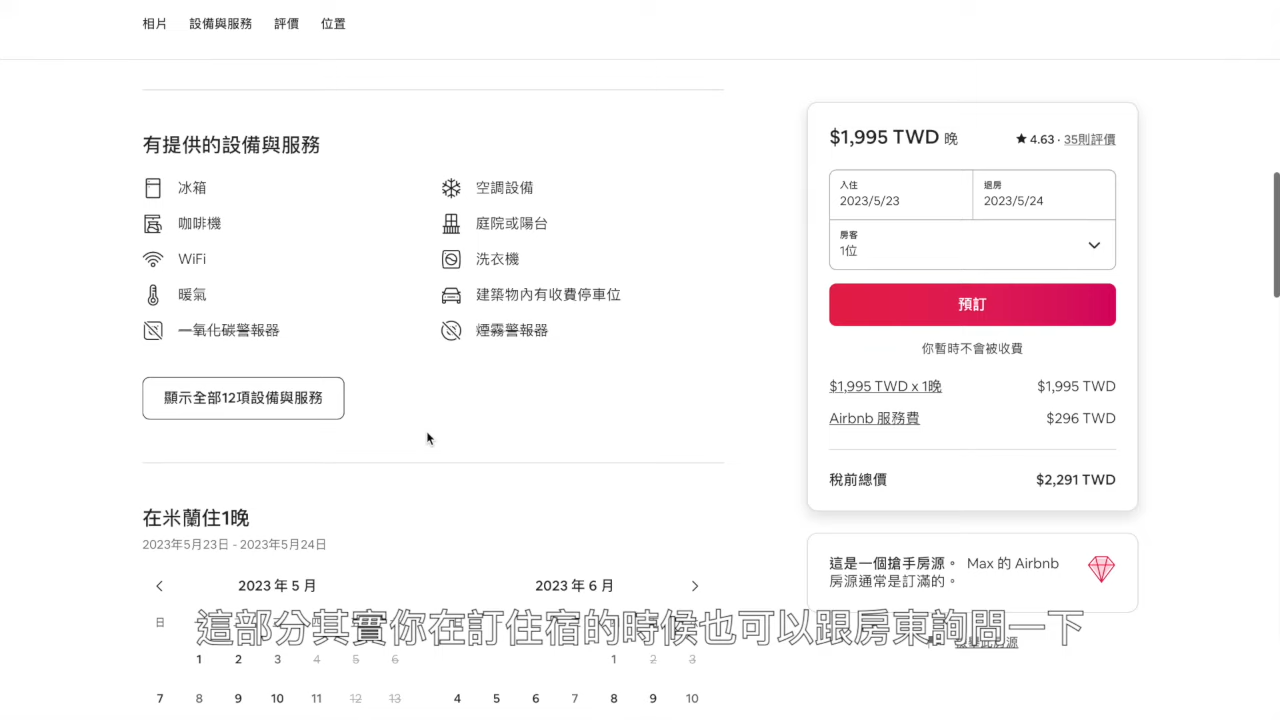 相片 設備與服務 評價 位置
有提供的設備與服務
冰箱
空調設備
咖啡機
庭院或陽台
WiFi
洗衣機
暖氣
建築物內有收費停車位
一氧化碳警報器
煙霧警報器
顯示全部12項設備與服務
在米蘭住1晚
2023年5月23日 - 2023年5月24日
2023 年 5 月
2023 年 6 月
日
1 2 3 4 5 6
1 2 3
7 8 9 10 11 12 13
4 5 6 7 8 9 10
$1,995 TWD 晚
4.63 · 35則評價
入住
2023/5/23
退房
2023/5/24
房客
1位
預訂
你暫時不會被收費
$1,995 TWD x 1晚
$1,995 TWD
Airbnb 服務費
$296 TWD
稅前總價
$2,291 TWD
這是一個搶手房源。 Max 的 Airbnb
房源通常是訂滿的。
這部分其實你在訂住宿的時候也可以跟房東詢問一下